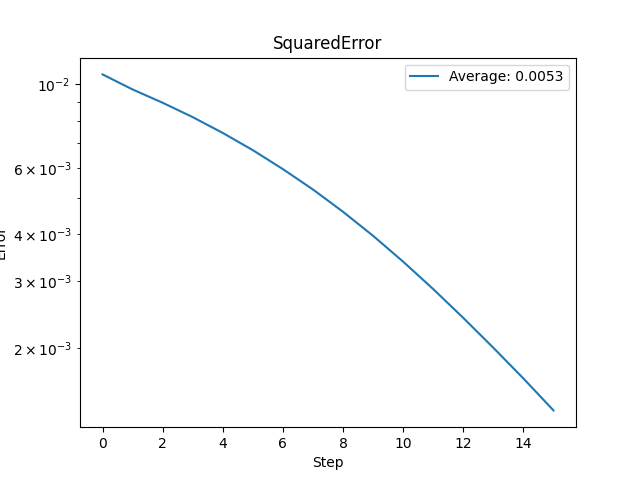 SquaredError
Average: 0.0053
10⁻²
6 × 10⁻³
4 × 10⁻³
3 × 10⁻³
2 × 10⁻³
0 2 4 6 8 10 12 14
Step